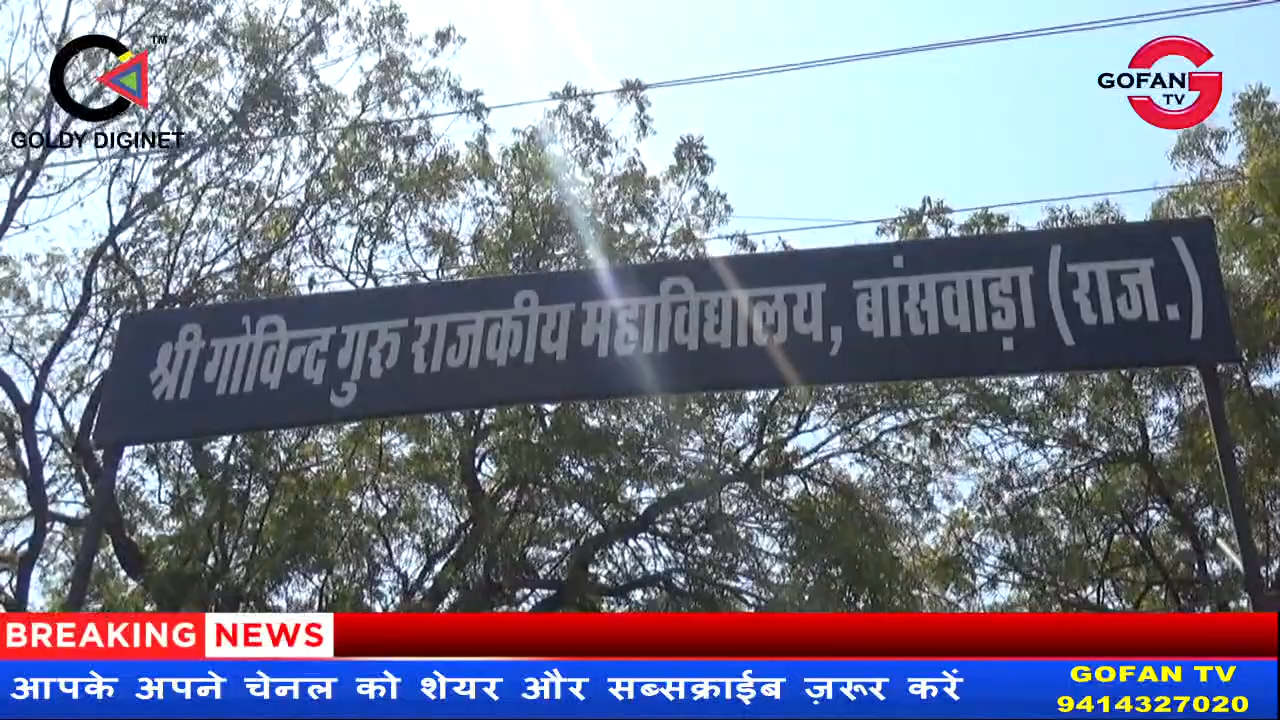 TM
GOLDY DIGINET
GOFAN
TV
श्री गोविन्द गुरु राजकीय महाविद्यालय, बांसवाड़ा (राज.)
BREAKING NEWS
आपके अपने चेनल को शेयर और सब्सक्राईब ज़रूर करें
GOFAN TV
9414327020